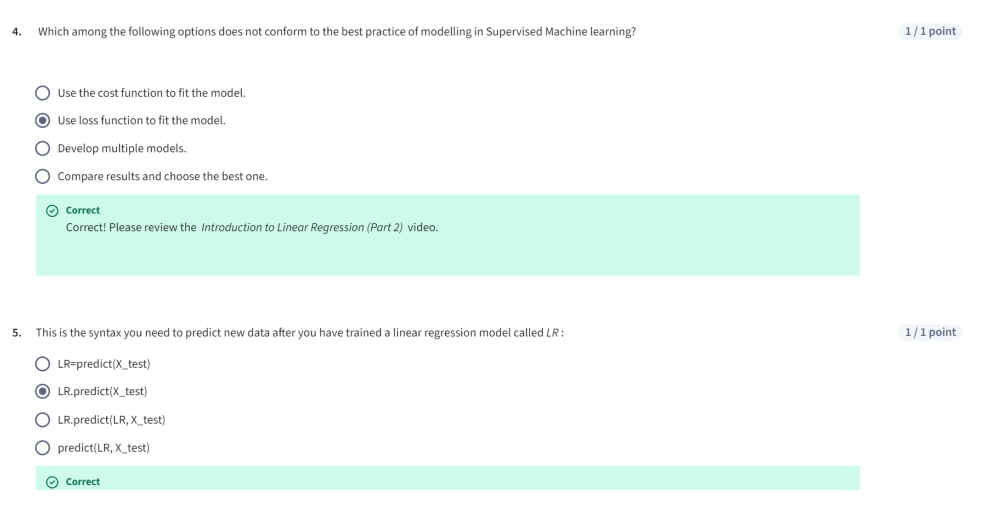 4. Which among the following options does not conform to the best practice of modelling in Supervised Machine learning? 1 / 1 point
Use the cost function to fit the model.
Use loss function to fit the model.
Develop multiple models.
Compare results and choose the best one.
Correct
Correct! Please review the Introduction to Linear Regression (Part 2) video.
5. This is the syntax you need to predict new data after you have trained a linear regression model called LR : 1 / 1 point
LR=predict(X_test)
LR.predict(X_test)
LR.predict(LR, X_test)
predict(LR, X_test)
Correct